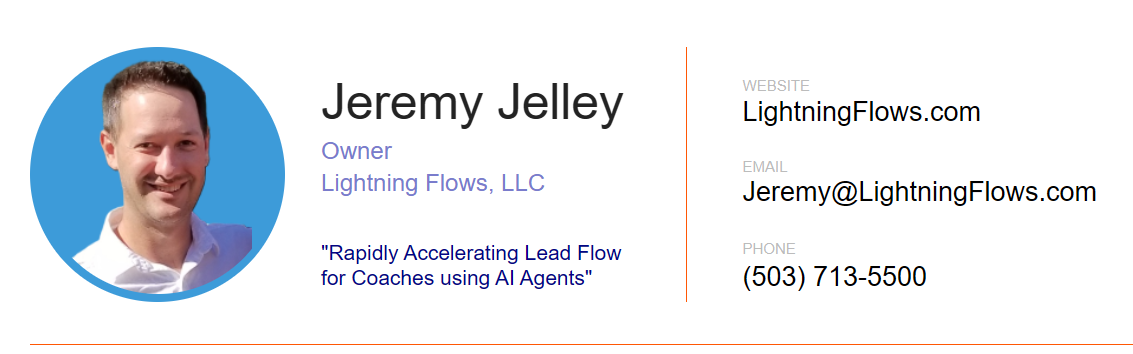 Jeremy Jelley
Owner
Lightning Flows, LLC
"Rapidly Accelerating Lead Flow
for Coaches using AI Agents"
WEBSITE
LightningFlows.com
EMAIL
Jeremy@LightningFlows.com
PHONE
(503) 713-5500